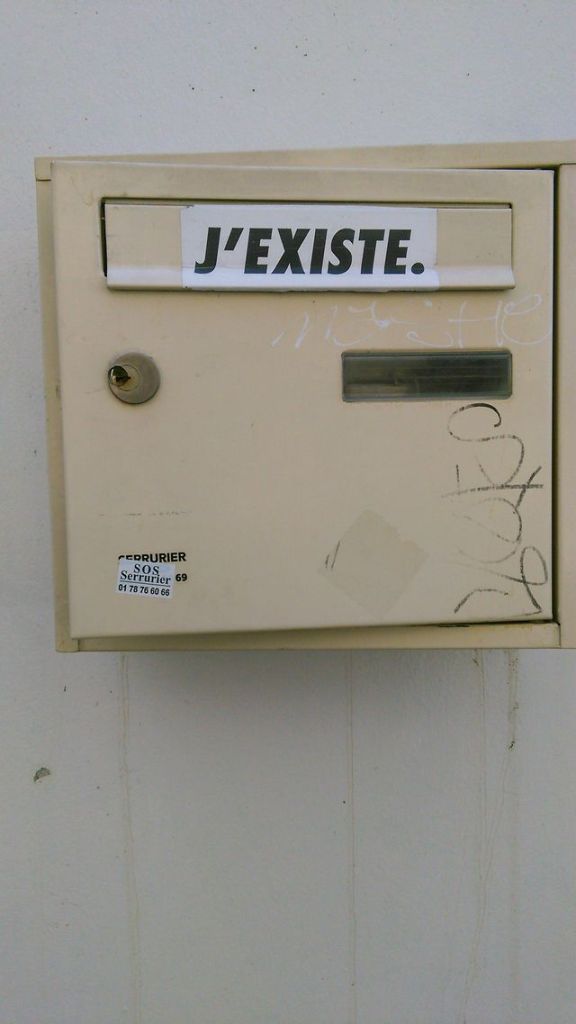 J'EXISTE.
SERRURIER
SOS
Serrurier 69
01 78 76 60 66